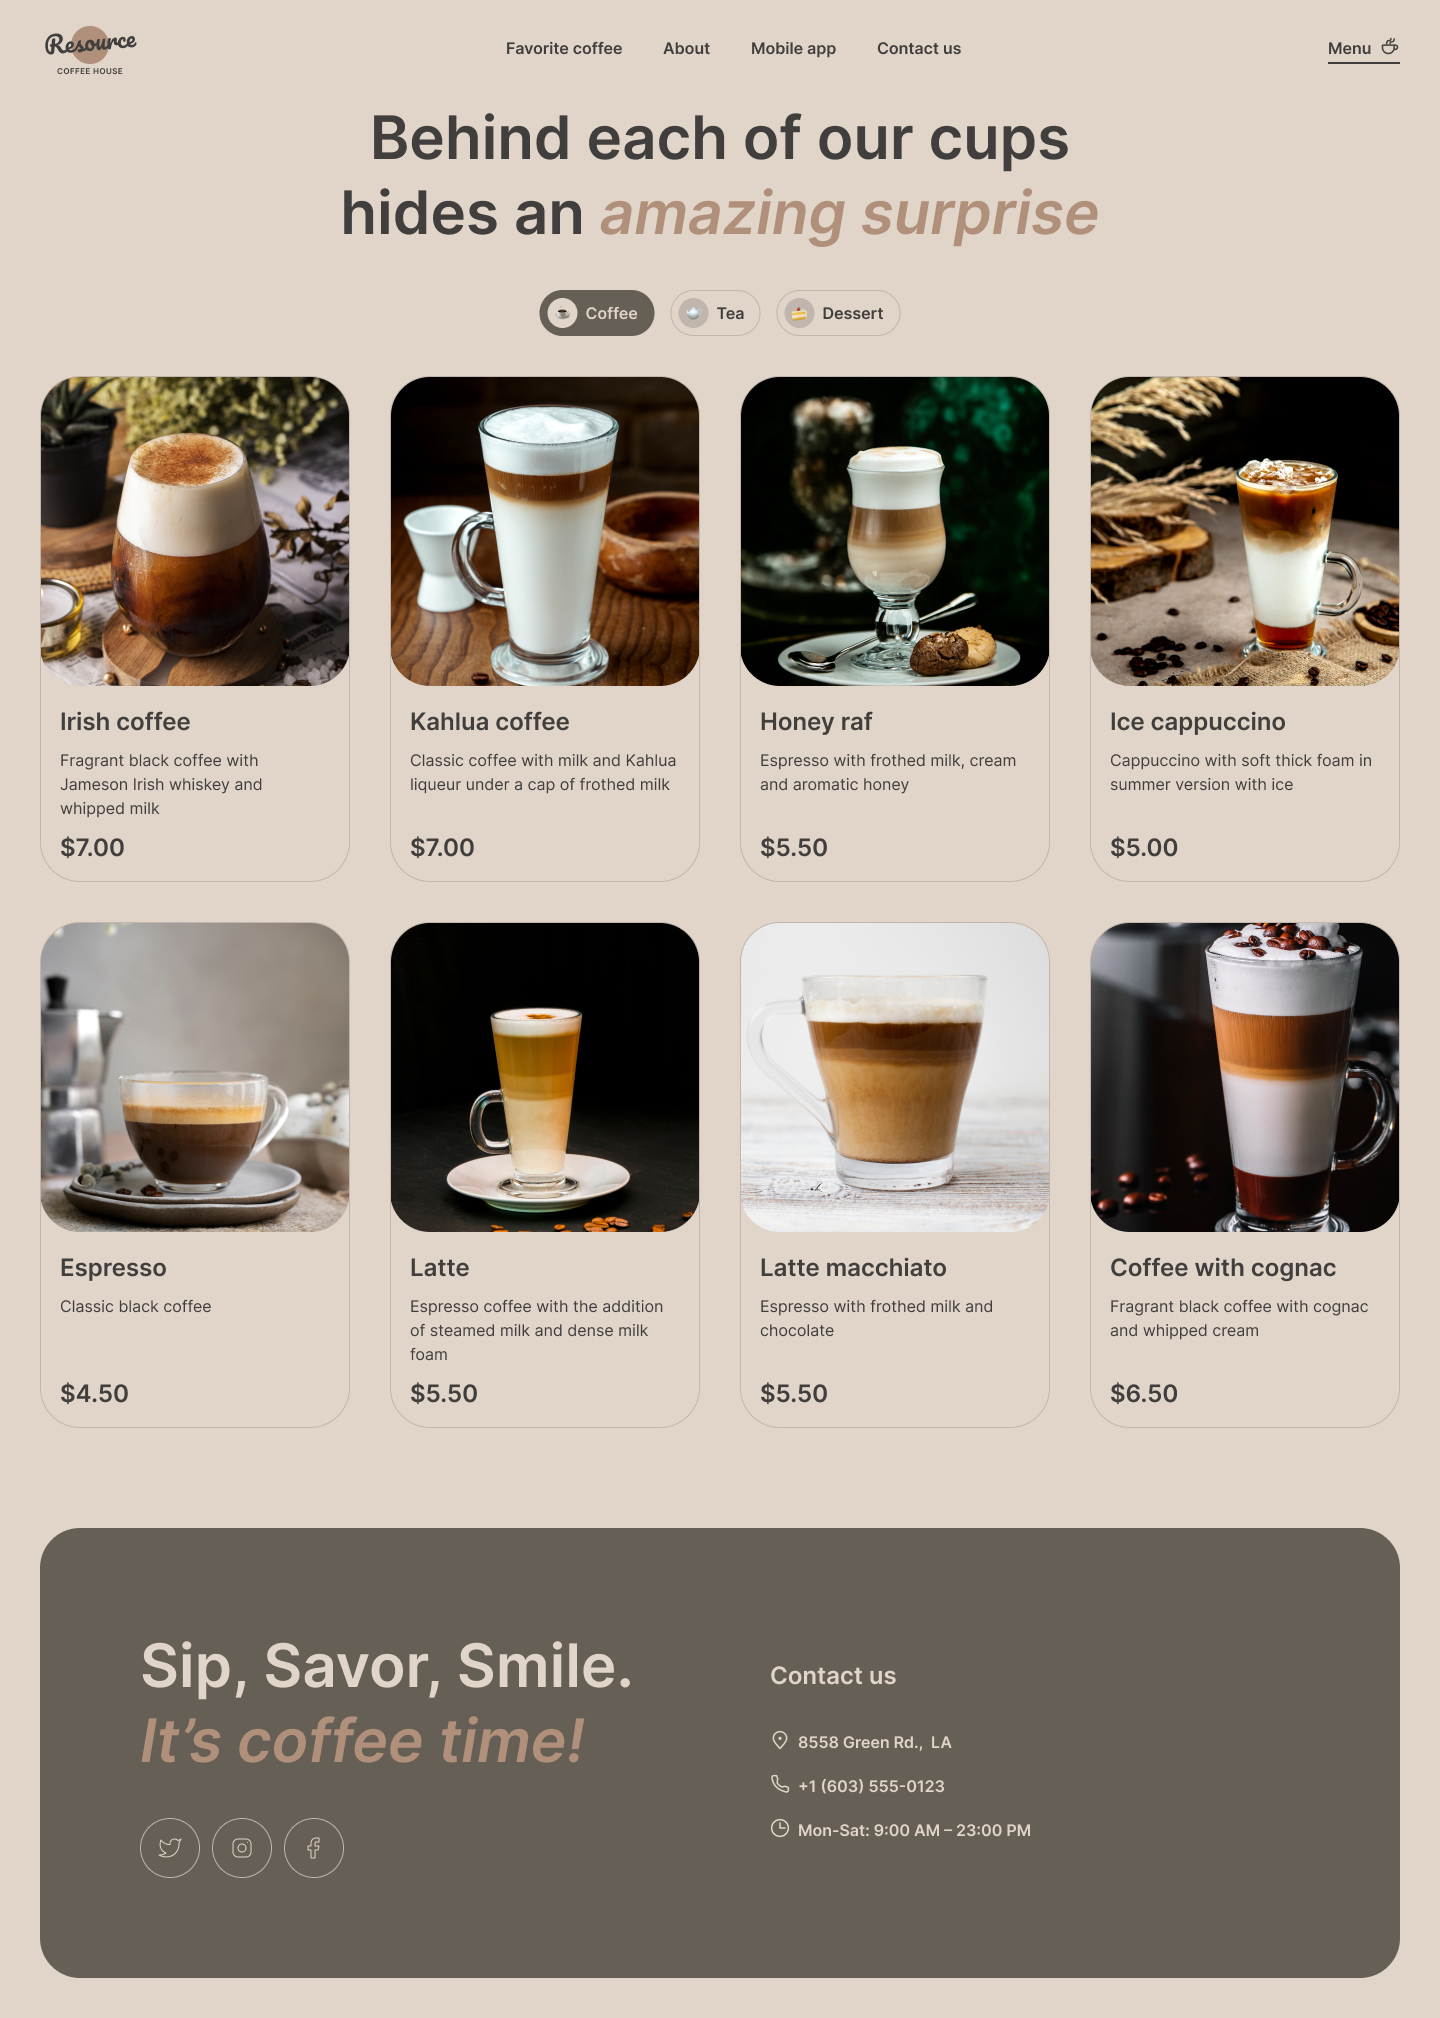 Resource
COFFEE HOUSE
Favorite coffee
About
Mobile app
Contact us
Menu
Behind each of our cups
hides an amazing surprise
Coffee
Tea
Dessert
Irish coffee
Fragrant black coffee with
Jameson Irish whiskey and
whipped milk
$7.00
Kahlua coffee
Classic coffee with milk and Kahlua
liqueur under a cap of frothed milk
$7.00
Honey raf
Espresso with frothed milk, cream
and aromatic honey
$5.50
Ice cappuccino
Cappuccino with soft thick foam in
summer version with ice
$5.00
Espresso
Classic black coffee
$4.50
Latte
Espresso coffee with the addition
of steamed milk and dense milk
foam
$5.50
Latte macchiato
Espresso with frothed milk and
chocolate
$5.50
Coffee with cognac
Fragrant black coffee with cognac
and whipped cream
$6.50
Sip, Savor, Smile.
It’s coffee time!
Contact us
8558 Green Rd., LA
+1 (603) 555-0123
Mon-Sat: 9:00 AM – 23:00 PM